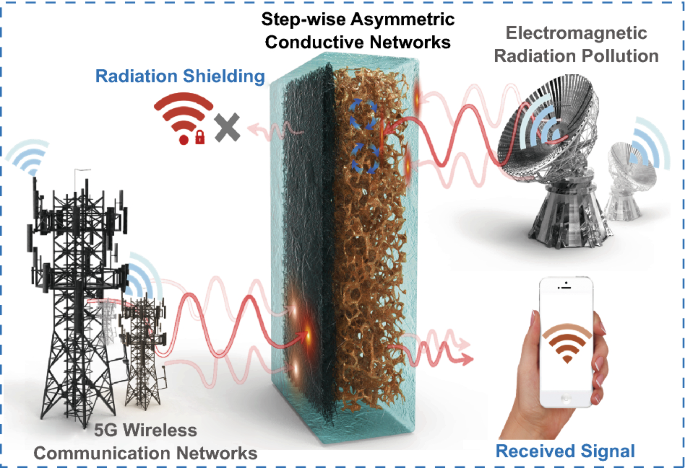 Step-wise Asymmetric
Conductive Networks
Electromagnetic
Radiation Pollution
Radiation Shielding
5G Wireless
Communication Networks
Received Signal